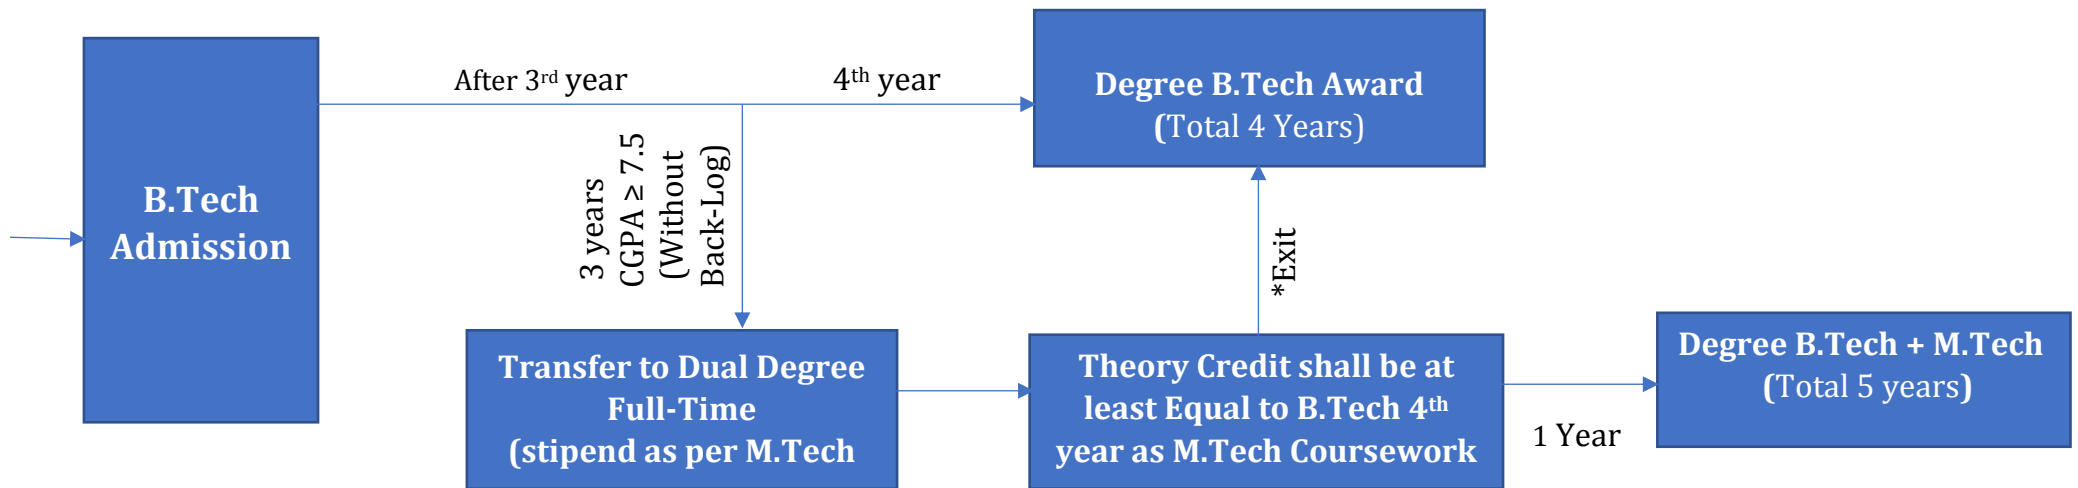 B.Tech
Admission
After 3rd year
4th year
Degree B.Tech Award
(Total 4 Years)
3 years
CGPA ≥ 7.5
(Without
Back-Log)
*Exit
Transfer to Dual Degree
Full-Time
(stipend as per M.Tech
Theory Credit shall be at
least Equal to B.Tech 4th
year as M.Tech Coursework
1 Year
Degree B.Tech + M.Tech
(Total 5 years)